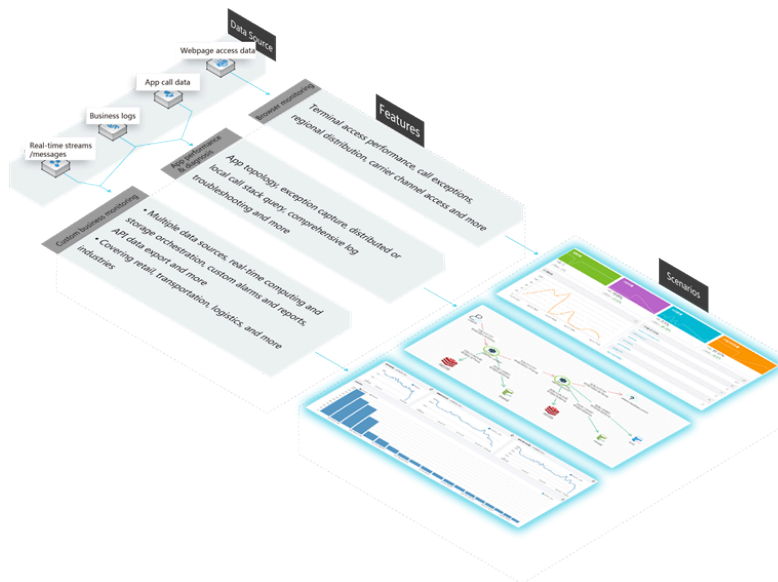 Data Source
Webpage access data
App call data
Business logs
Real-time streams
/messages
Features
Browser monitoring
Terminal access performance, call exceptions,
regional distribution, carrier channel access and more
App performance
& diagnosis
App topology, exception capture, distributed or
local call stack query, comprehensive log
troubleshooting and more
Custom business monitoring
• Multiple data sources, real-time computing and
storage orchestration, custom alarms and reports,
API data export and more
• Covering retail, transportation, logistics, and more
industries
Scenarios